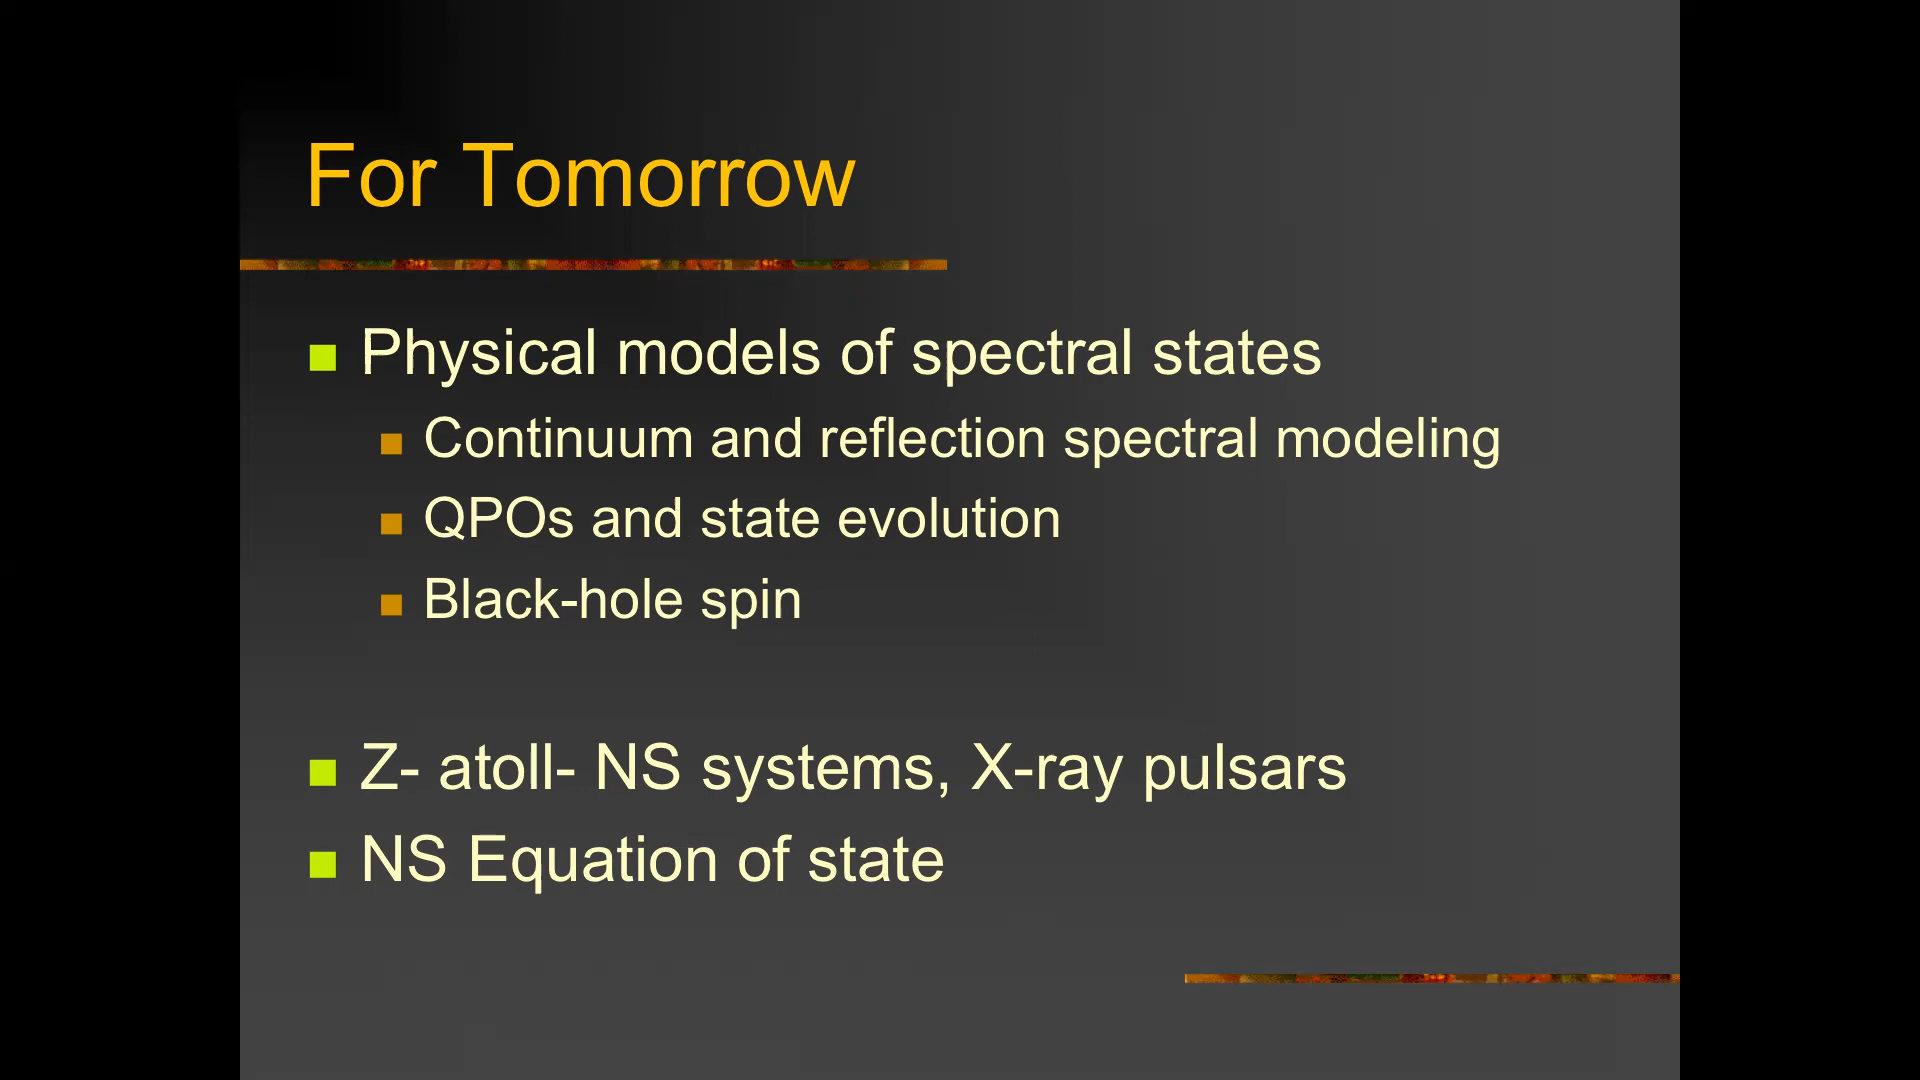 For Tomorrow
Physical models of spectral states
Continuum and reflection spectral modeling
QPOs and state evolution
Black-hole spin
Z- atoll- NS systems, X-ray pulsars
NS Equation of state